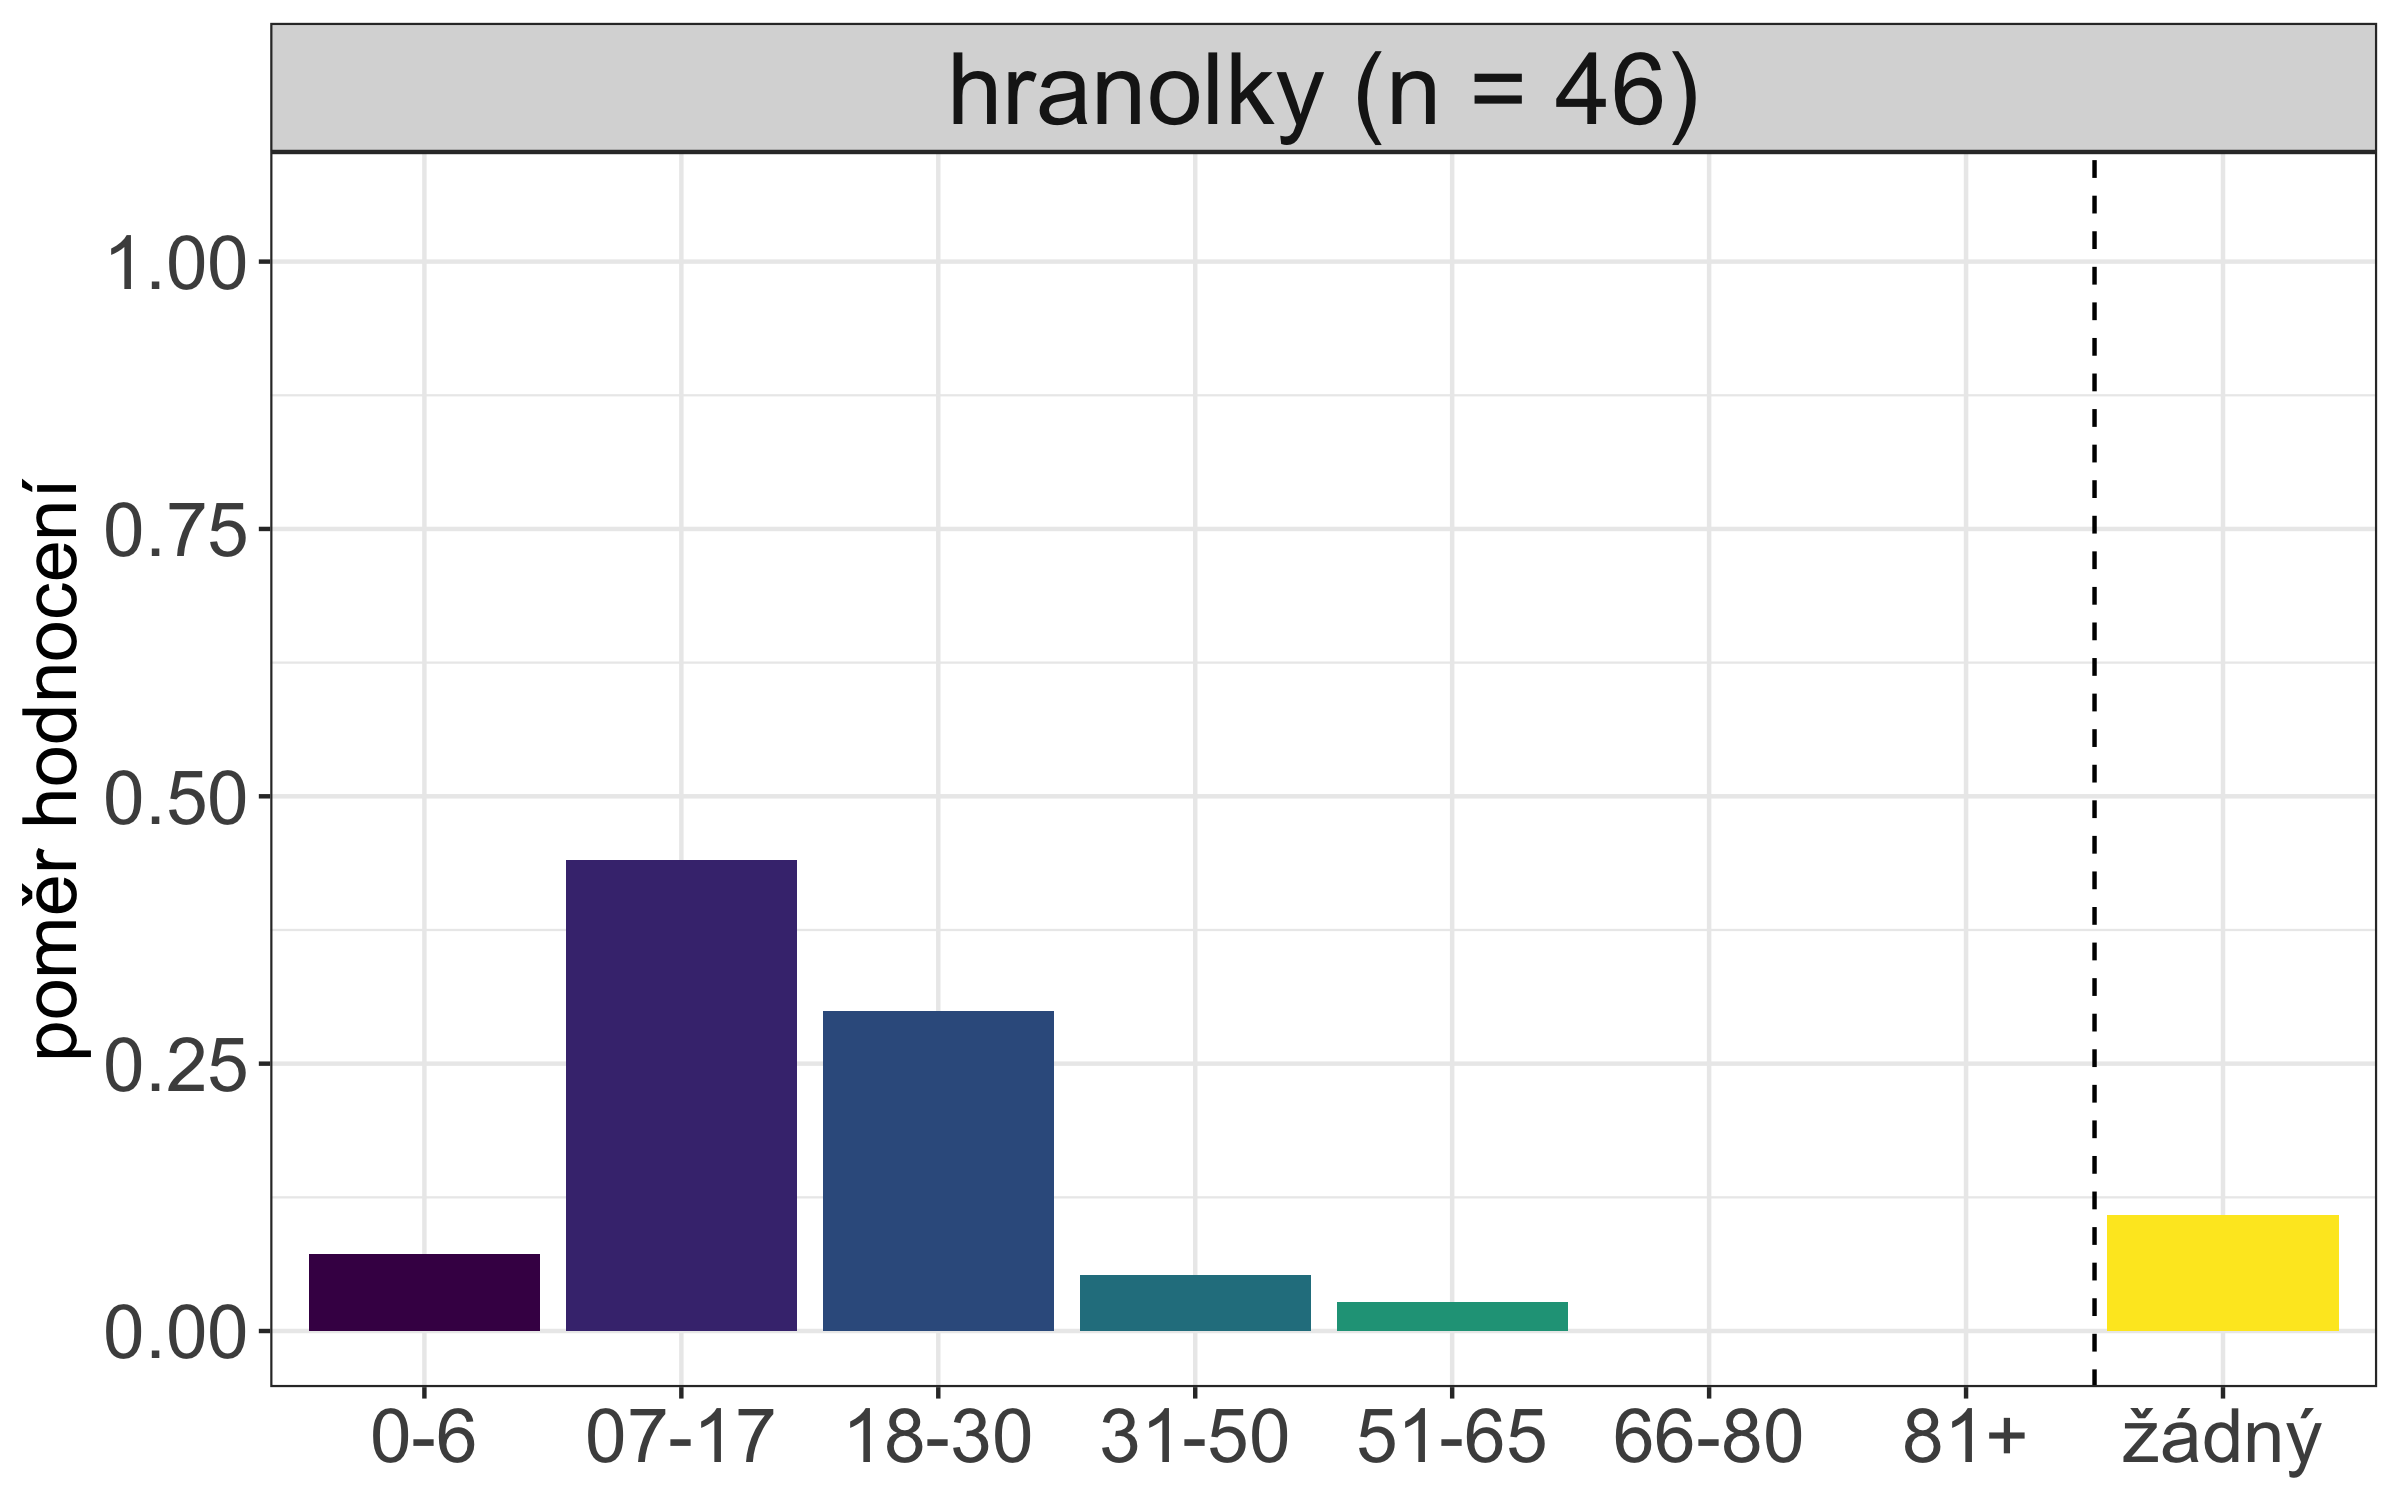 hranolky (n = 46)
poměr hodnocení
1.00
0.75
0.50
0.25
0.00
0-6 07-17 18-30 31-50 51-65 66-80 81+ žádný